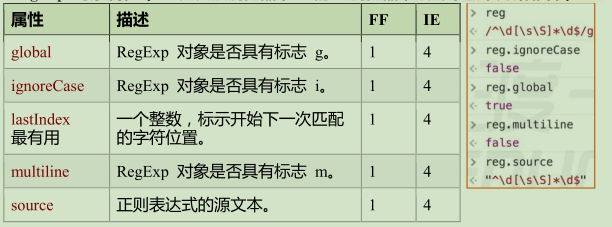 属性 描述 FF IE
global RegExp 对象是否具有标志 g。 1 4
ignoreCase RegExp 对象是否具有标志 i。 1 4
lastIndex 一个整数，标示开始下一次匹配 1 4
最有用 的字符位置。
multiline RegExp 对象是否具有标志 m。 1 4
source 正则表达式的源文本。 1 4
> reg
< /^\d[\s\S]*\d$/g
> reg.ignoreCase
< false
> reg.global
< true
> reg.multiline
< false
> reg.source
< "^\d[\s\S]*\d$"